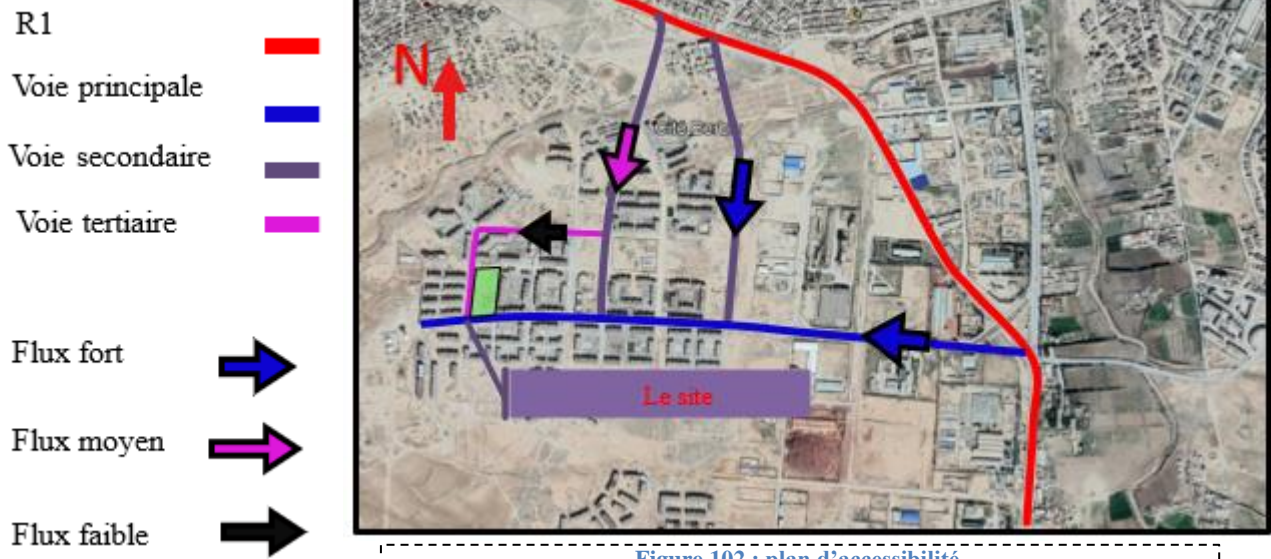 R1
Voie principale
Voie secondaire
Voie tertiaire
Flux fort
Flux moyen
Flux faible
N
Le site
Figure 102 : plan d'accessibilité